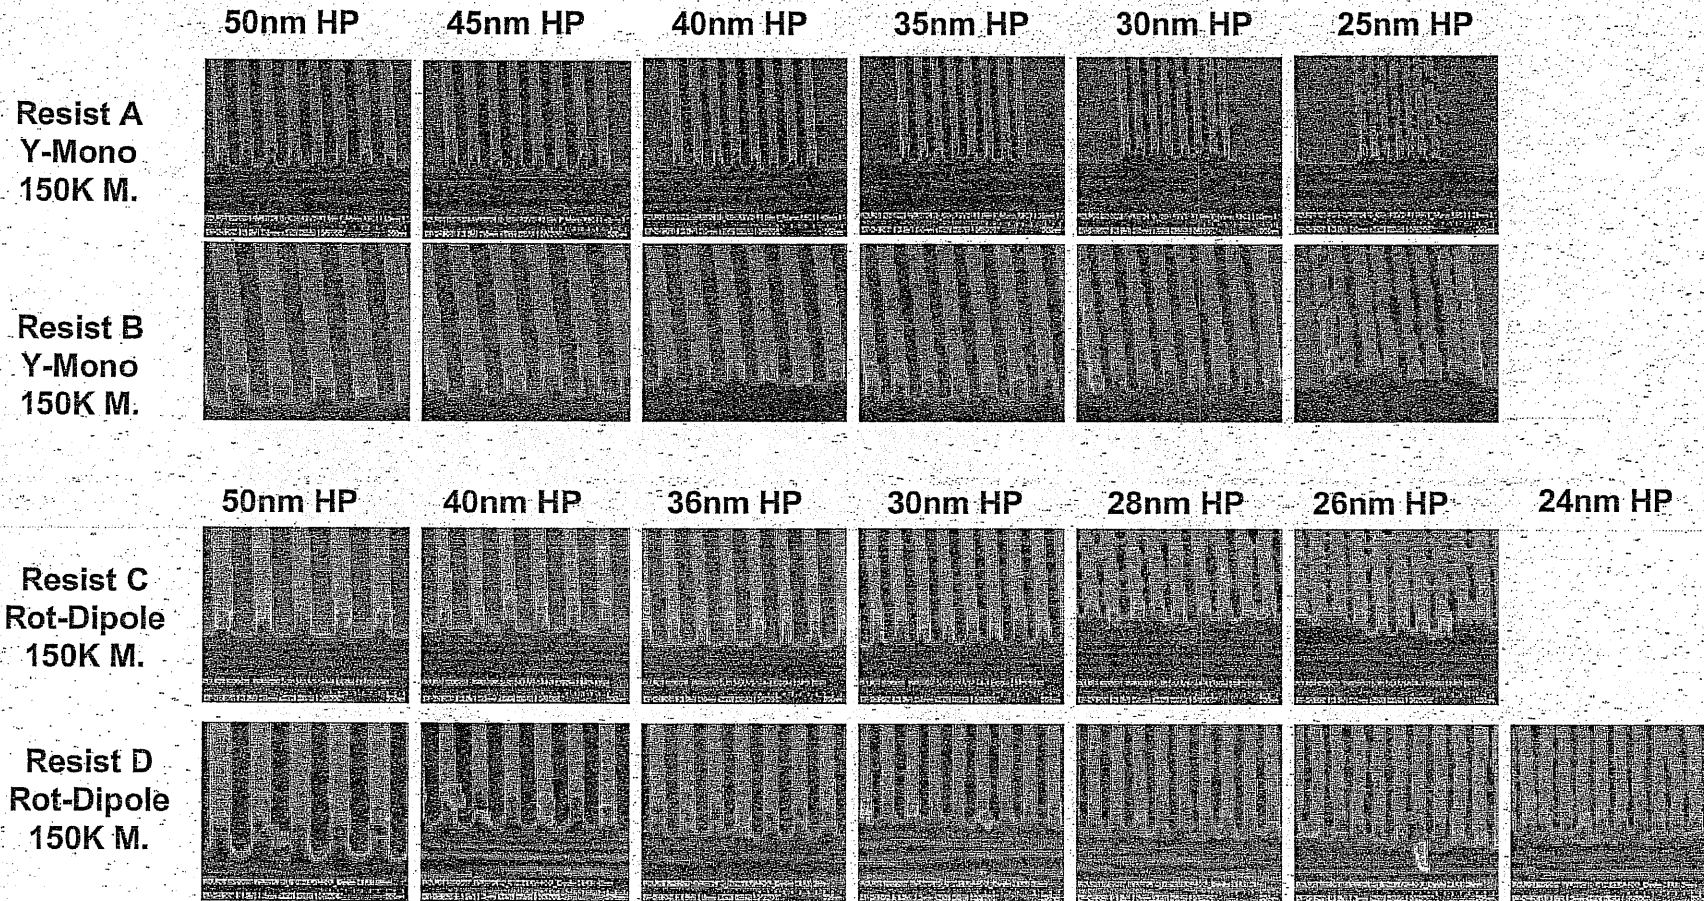 50nm HP 45nm HP 40nm HP 35nm HP 30nm HP 25nm HP
Resist A
Y-Mono
150K M.
Resist B
Y-Mono
150K M.
50nm HP 40nm HP 36nm HP 30nm HP 28nm HP 26nm HP 24nm HP
Resist C
Rot-Dipole
150K M.
Resist D
Rot-Dipole
150K M.